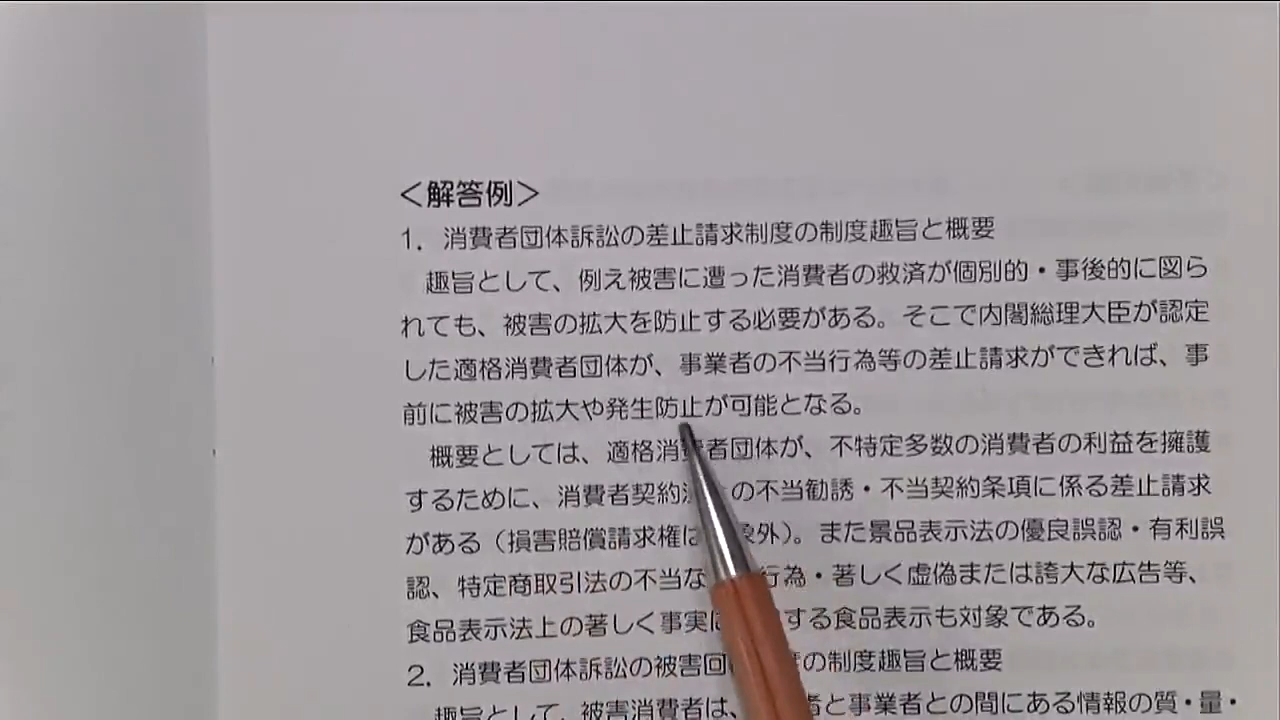 ＜解答例＞
1．消費者団体訴訟の差止請求制度の制度趣旨と概要
趣旨として、例え被害に遭った消費者の救済が個別的・事後的に図ら
れても、被害の拡大を防止する必要がある。そこで内閣総理大臣が認定
した適格消費者団体が、事業者の不当行為等の差止請求ができれば、事
前に被害の拡大や発生防止が可能となる。
概要としては、適格消費者団体が、不特定多数の消費者の利益を擁護
するために、消費者契約法の不当勧誘・不当契約条項に係る差止請求
がある（損害賠償請求権は象外）。また景品表示法の優良誤認・有利誤
認、特定商取引法の不当な行為・著しく虚偽または誇大な広告等、
食品表示法上の著しく事実にする食品表示も対象である。
2．消費者団体訴訟の被害回度の制度趣旨と概要
趣旨として、被害消費者は、者と事業者との間にある情報の質・量・